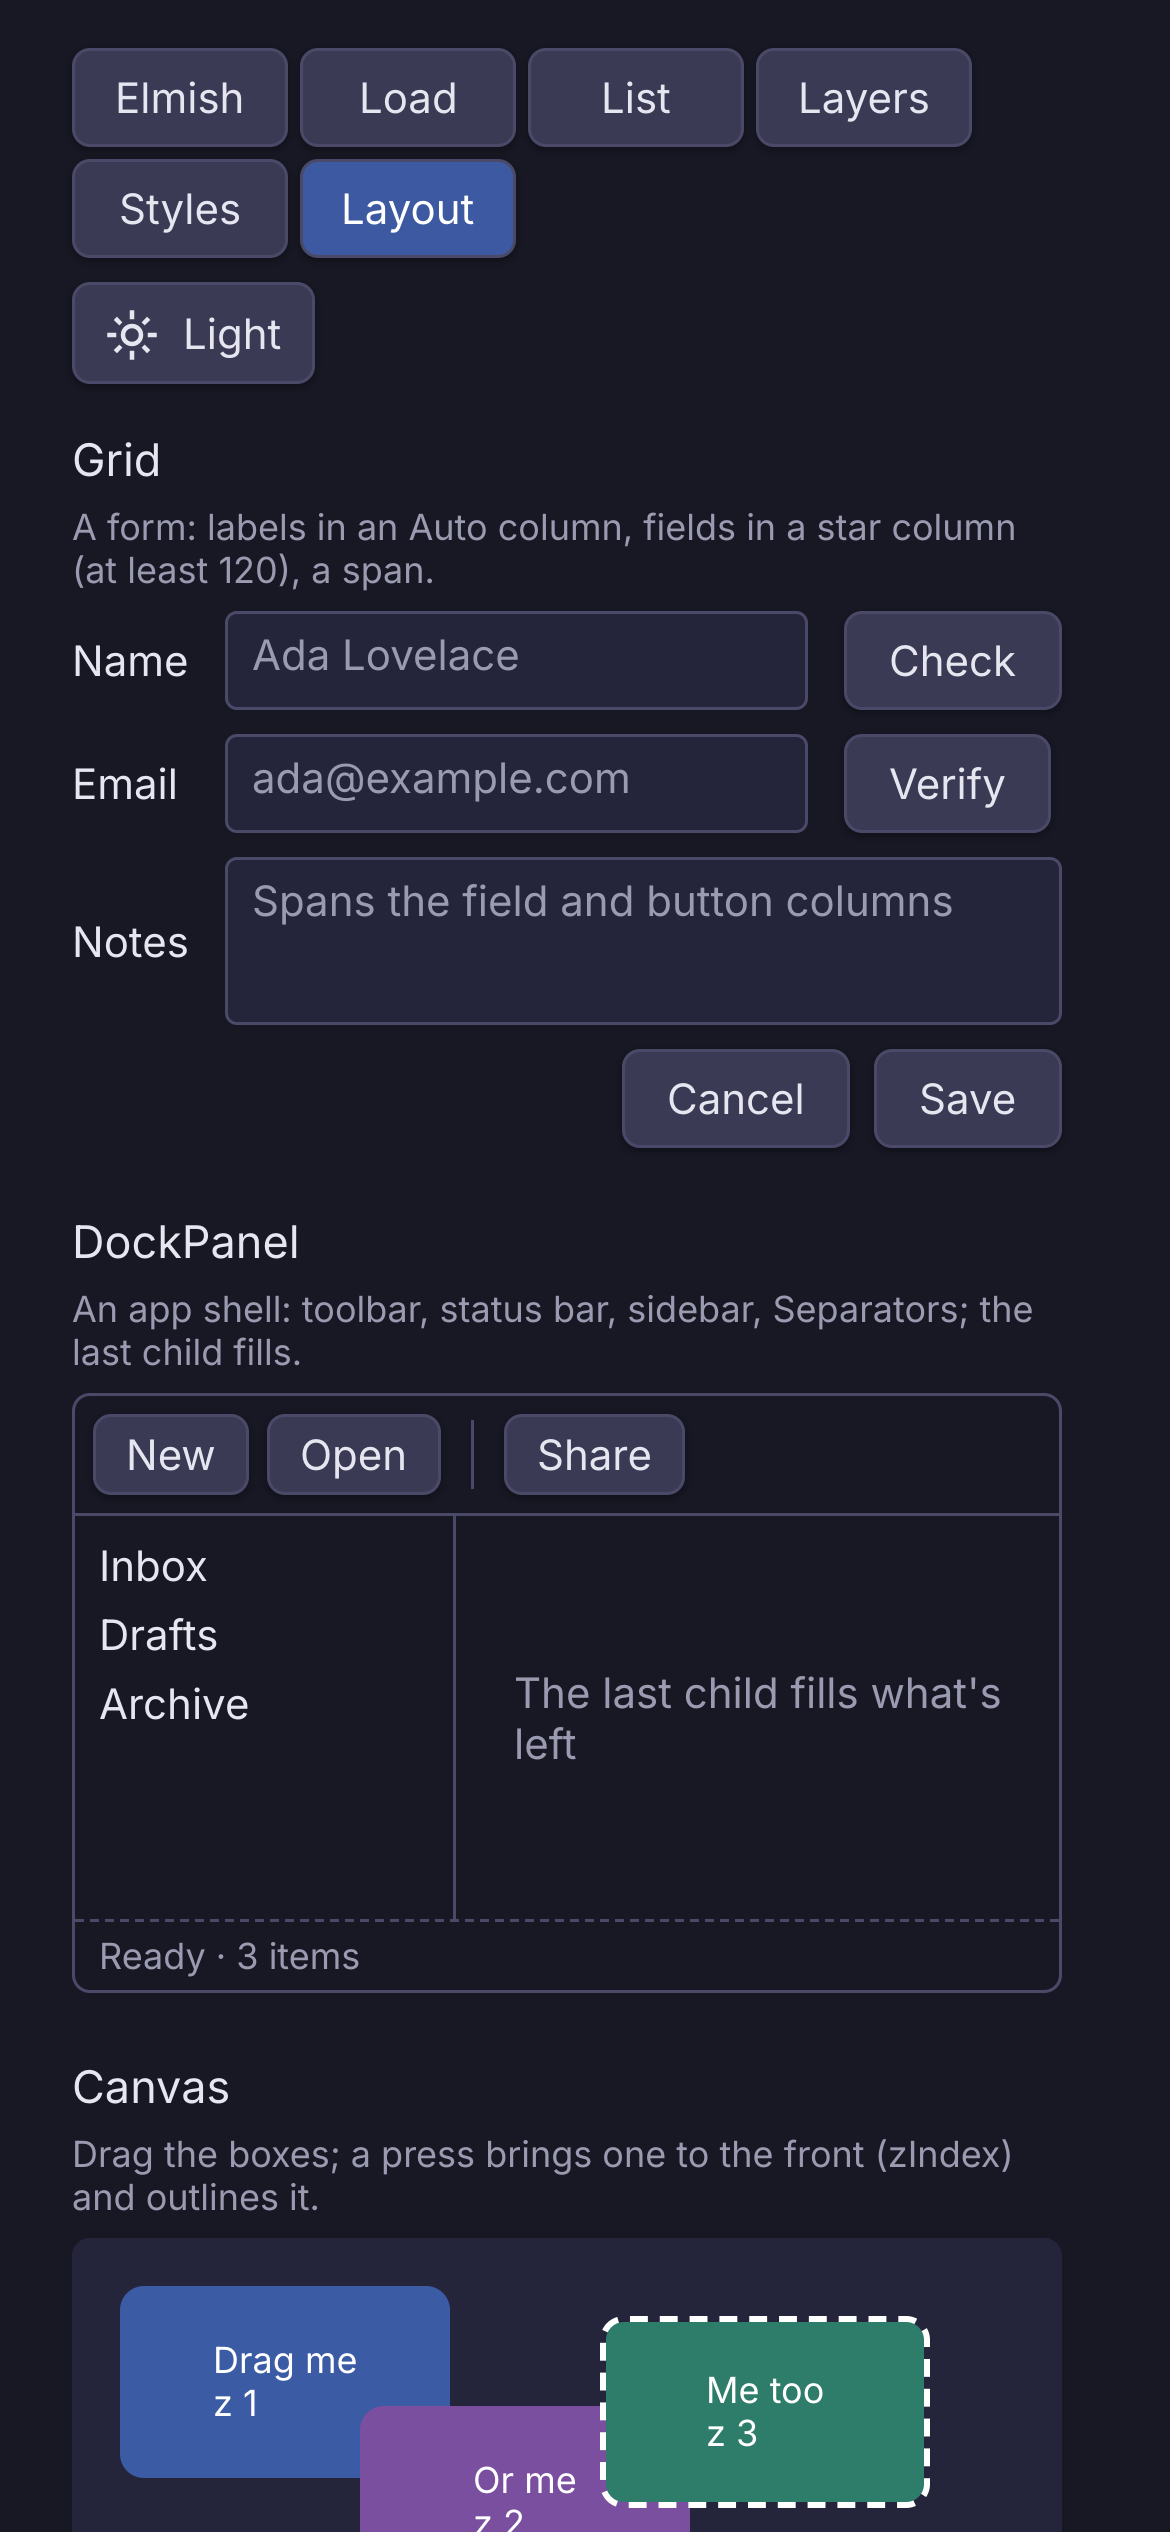 Elmish Load List Layers
Styles Layout
Light
Grid
A form: labels in an Auto column, fields in a star column
(at least 120), a span.
Name Ada Lovelace Check
Email ada@example.com Verify
Notes Spans the field and button columns
Cancel Save
DockPanel
An app shell: toolbar, status bar, sidebar, Separators; the
last child fills.
New Open Share
Inbox
Drafts
Archive
The last child fills what's
left
Ready · 3 items
Canvas
Drag the boxes; a press brings one to the front (zIndex)
and outlines it.
Drag me
z 1
Me too
z 3
Or me
z 2